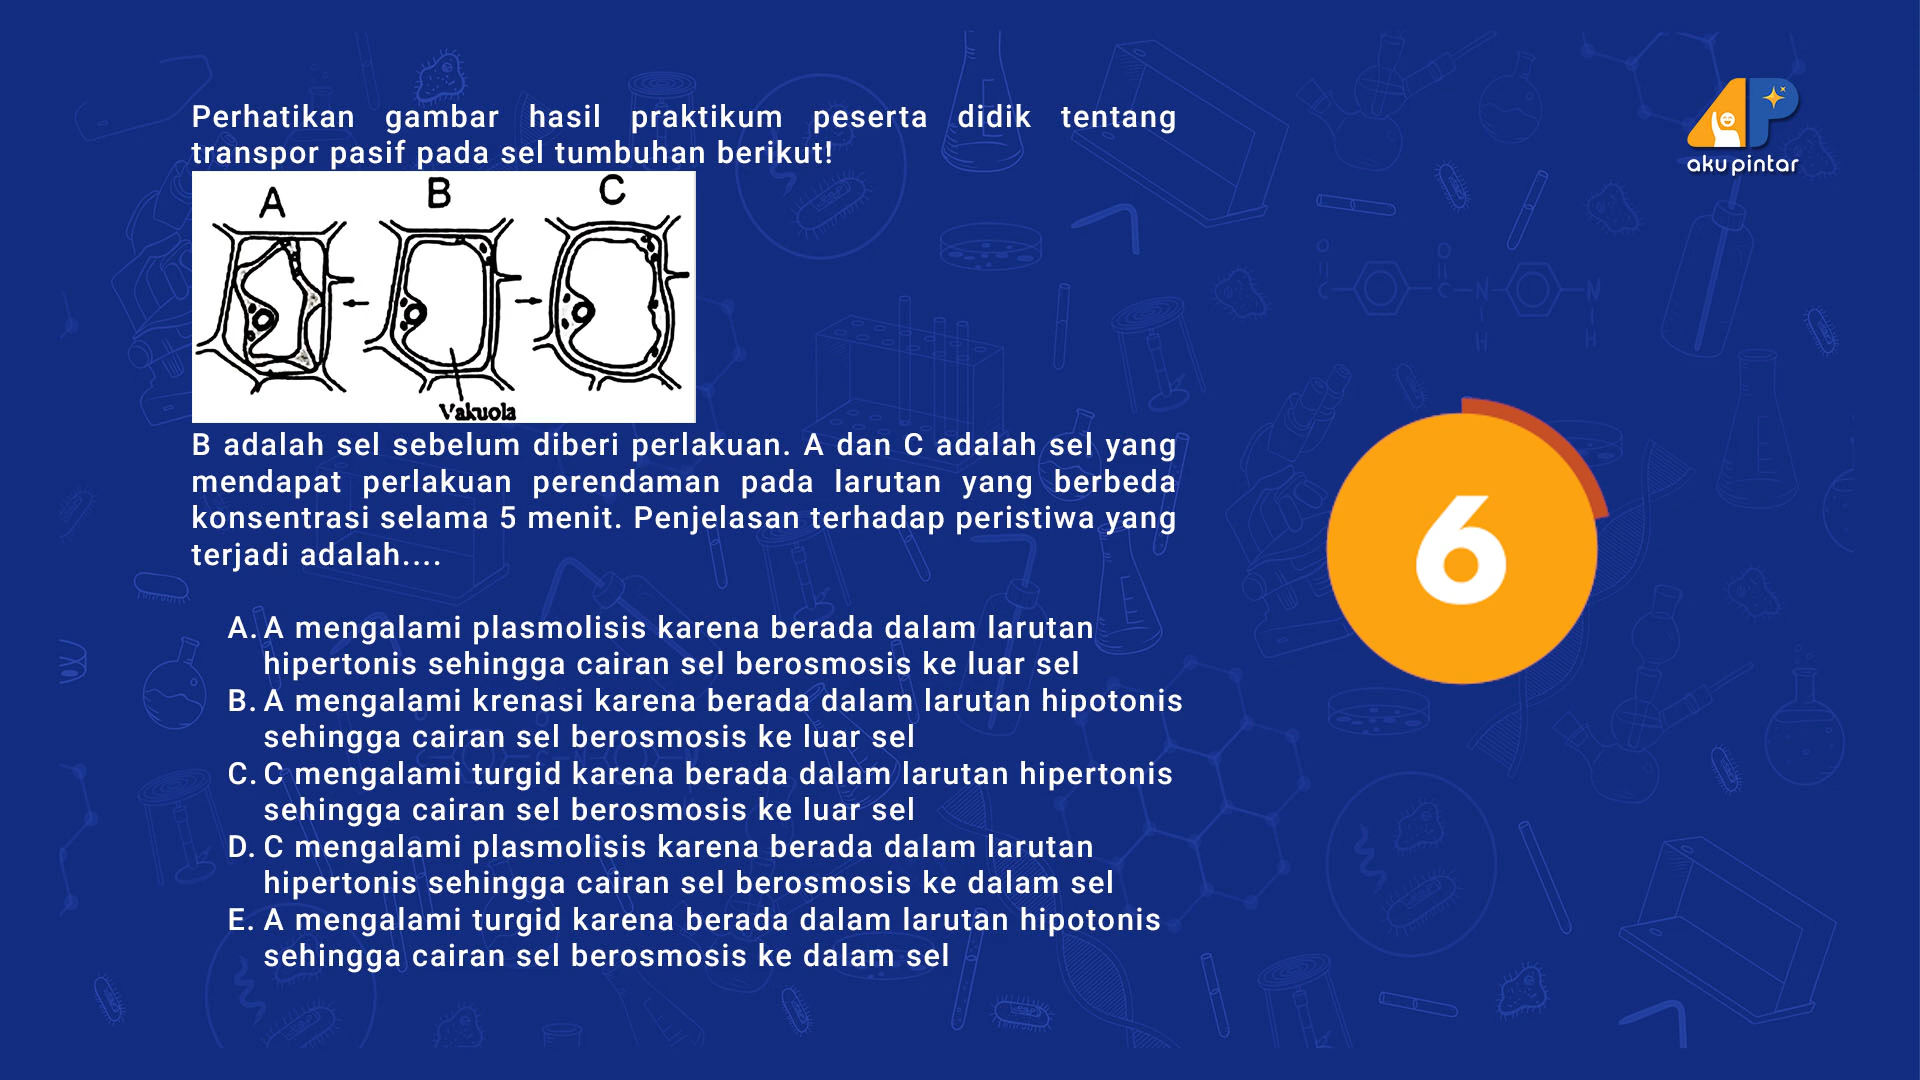 Perhatikan gambar hasil praktikum peserta didik tentang
transpor pasif pada sel tumbuhan berikut!
aku pintar
A B C
Vakuola
B adalah sel sebelum diberi perlakuan. A dan C adalah sel yang
mendapat perlakuan perendaman pada larutan yang berbeda
konsentrasi selama 5 menit. Penjelasan terhadap peristiwa yang
terjadi adalah....
6
A. A mengalami plasmolisis karena berada dalam larutan
hipertonis sehingga cairan sel berosmosis ke luar sel
B. A mengalami krenasi karena berada dalam larutan hipotonis
sehingga cairan sel berosmosis ke luar sel
C. C mengalami turgid karena berada dalam larutan hipertonis
sehingga cairan sel berosmosis ke luar sel
D. C mengalami plasmolisis karena berada dalam larutan
hipertonis sehingga cairan sel berosmosis ke dalam sel
E. A mengalami turgid karena berada dalam larutan hipotonis
sehingga cairan sel berosmosis ke dalam sel